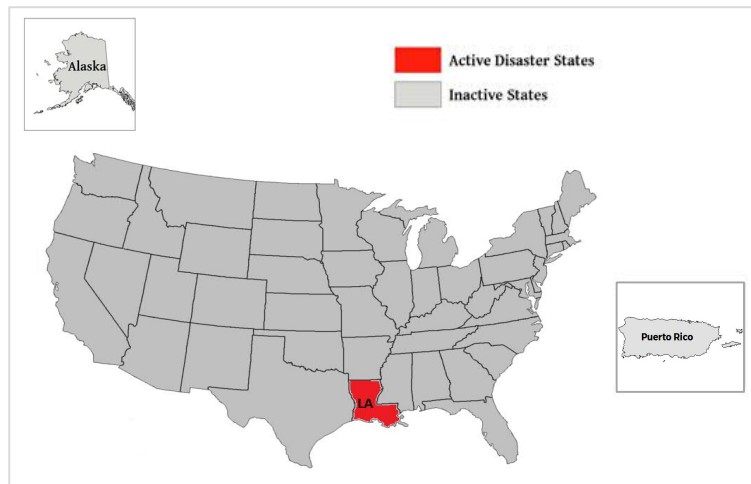 Alaska
Active Disaster States
Inactive States
Puerto Rico
LA